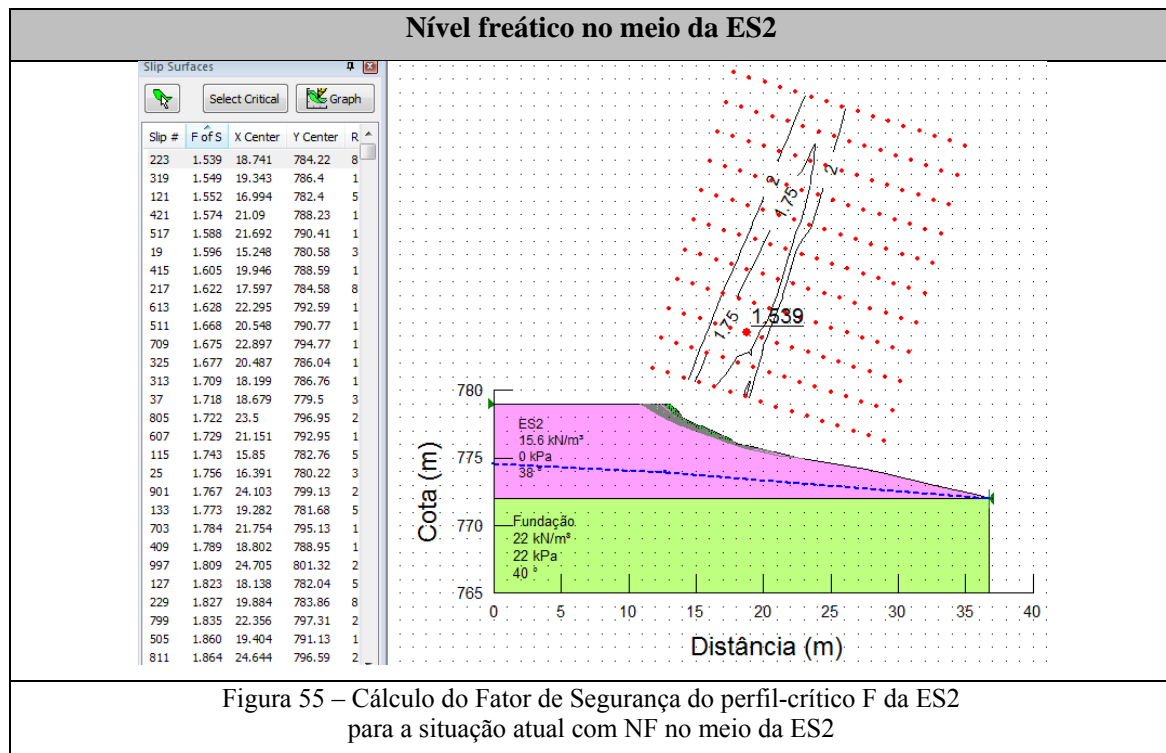 Nível freático no meio da ES2
Slip Surfaces
Select Critical Graph
Slip # F of S X Center Y Center R
223 1.539 18.741 784.22 8
319 1.549 19.343 786.4 1
121 1.552 16.994 782.4 5
421 1.574 21.09 788.23 1
517 1.588 21.692 790.41 1
19 1.596 15.248 780.58 3
415 1.605 19.946 788.59 1
217 1.622 17.597 784.58 8
613 1.628 22.295 792.59 1
511 1.668 20.548 790.77 1
709 1.675 22.897 794.77 1
325 1.677 20.487 786.04 1
313 1.709 18.199 786.76 1
37 1.718 18.679 779.5 3
805 1.722 23.5 796.95 2
607 1.729 21.151 792.95 1
115 1.743 15.85 782.76 5
25 1.756 16.391 780.22 3
901 1.767 24.103 799.13 2
133 1.773 19.282 781.68 5
703 1.784 21.754 795.13 1
409 1.789 18.802 788.95 1
997 1.809 24.705 801.32 2
127 1.823 18.138 782.04 5
229 1.827 19.884 783.86 8
799 1.835 22.356 797.31 2
505 1.860 19.404 791.13 1
811 1.864 24.644 796.59 2
2
2
1.75
1.75
1.539
780
775
770
765
Cota (m)
ES2
15.6 kN/m³
0 kPa
38 °
Fundação
22 kN/m³
22 kPa
40 °
0 5 10 15 20 25 30 35 40
Distância (m)
Figura 55 – Cálculo do Fator de Segurança do perfil-crítico F da ES2
para a situação atual com NF no meio da ES2